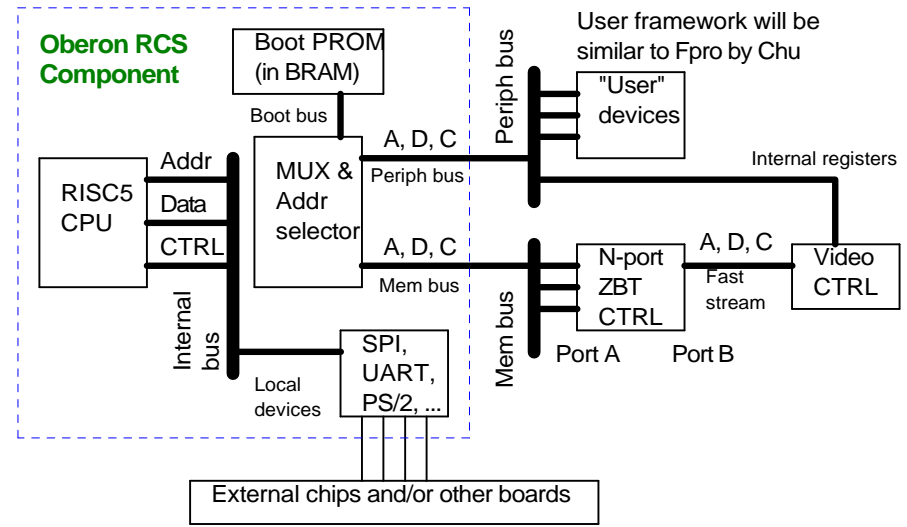 Oberon RCS
Component
Boot PROM
(in BRAM)
Boot bus
User framework will be
similar to Fpro by Chu
"User"
devices
Periph bus
A, D, C
Periph bus
Internal registers
RISC5
CPU
Addr
Data
CTRL
Internal
bus
MUX &
Addr
selector
A, D, C
Mem bus
Mem bus
N-port
ZBT
CTRL
Port A
Port B
A, D, C
Fast
stream
Video
CTRL
Local
devices
SPI,
UART,
PS/2, ...
External chips and/or other boards